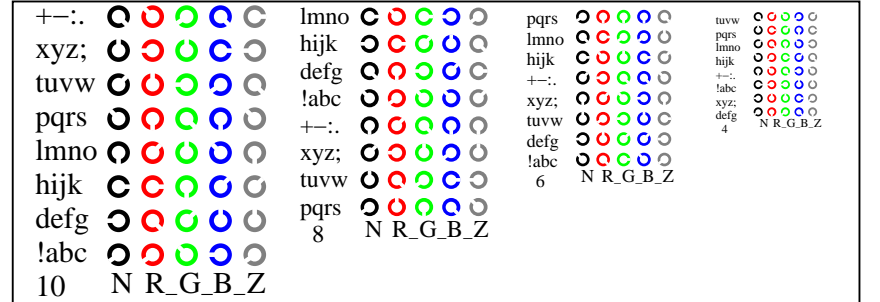 +−:.
xyz;
tuvw
pqrs
lmno
hijk
defg
!abc
10 N R_G_B_Z
lmno
hijk
defg
!abc
+−:.
xyz;
tuvw
pqrs
8 N R_G_B_Z
pqrs
lmno
hijk
+−:.
xyz;
tuvw
defg
!abc
6 N R_G_B_Z
tuvw
pqrs
lmno
hijk
+−:.
!abc
xyz;
defg
4 N R_G_B_Z